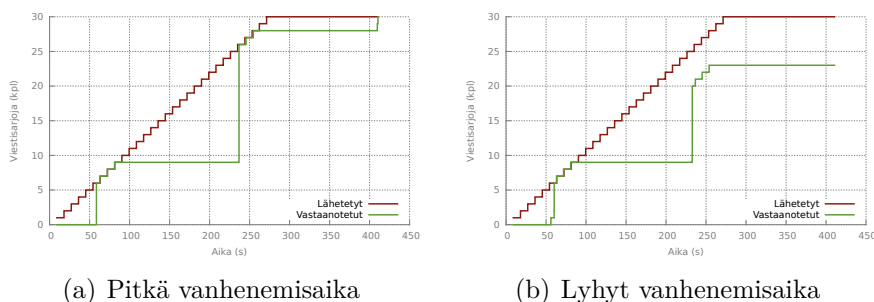 30
25
20
15
10
5
0
Viestisarjoja (kpl)
0 50 100 150 200 250 300 350 400 450
Aika (s)
Lähetetyt
Vastaanotetut
(a) Pitkä vanhenemisaika
30
25
20
15
10
5
0
Viestisarjoja (kpl)
0 50 100 150 200 250 300 350 400 450
Aika (s)
Lähetetyt
Vastaanotetut
(b) Lyhyt vanhenemisaika